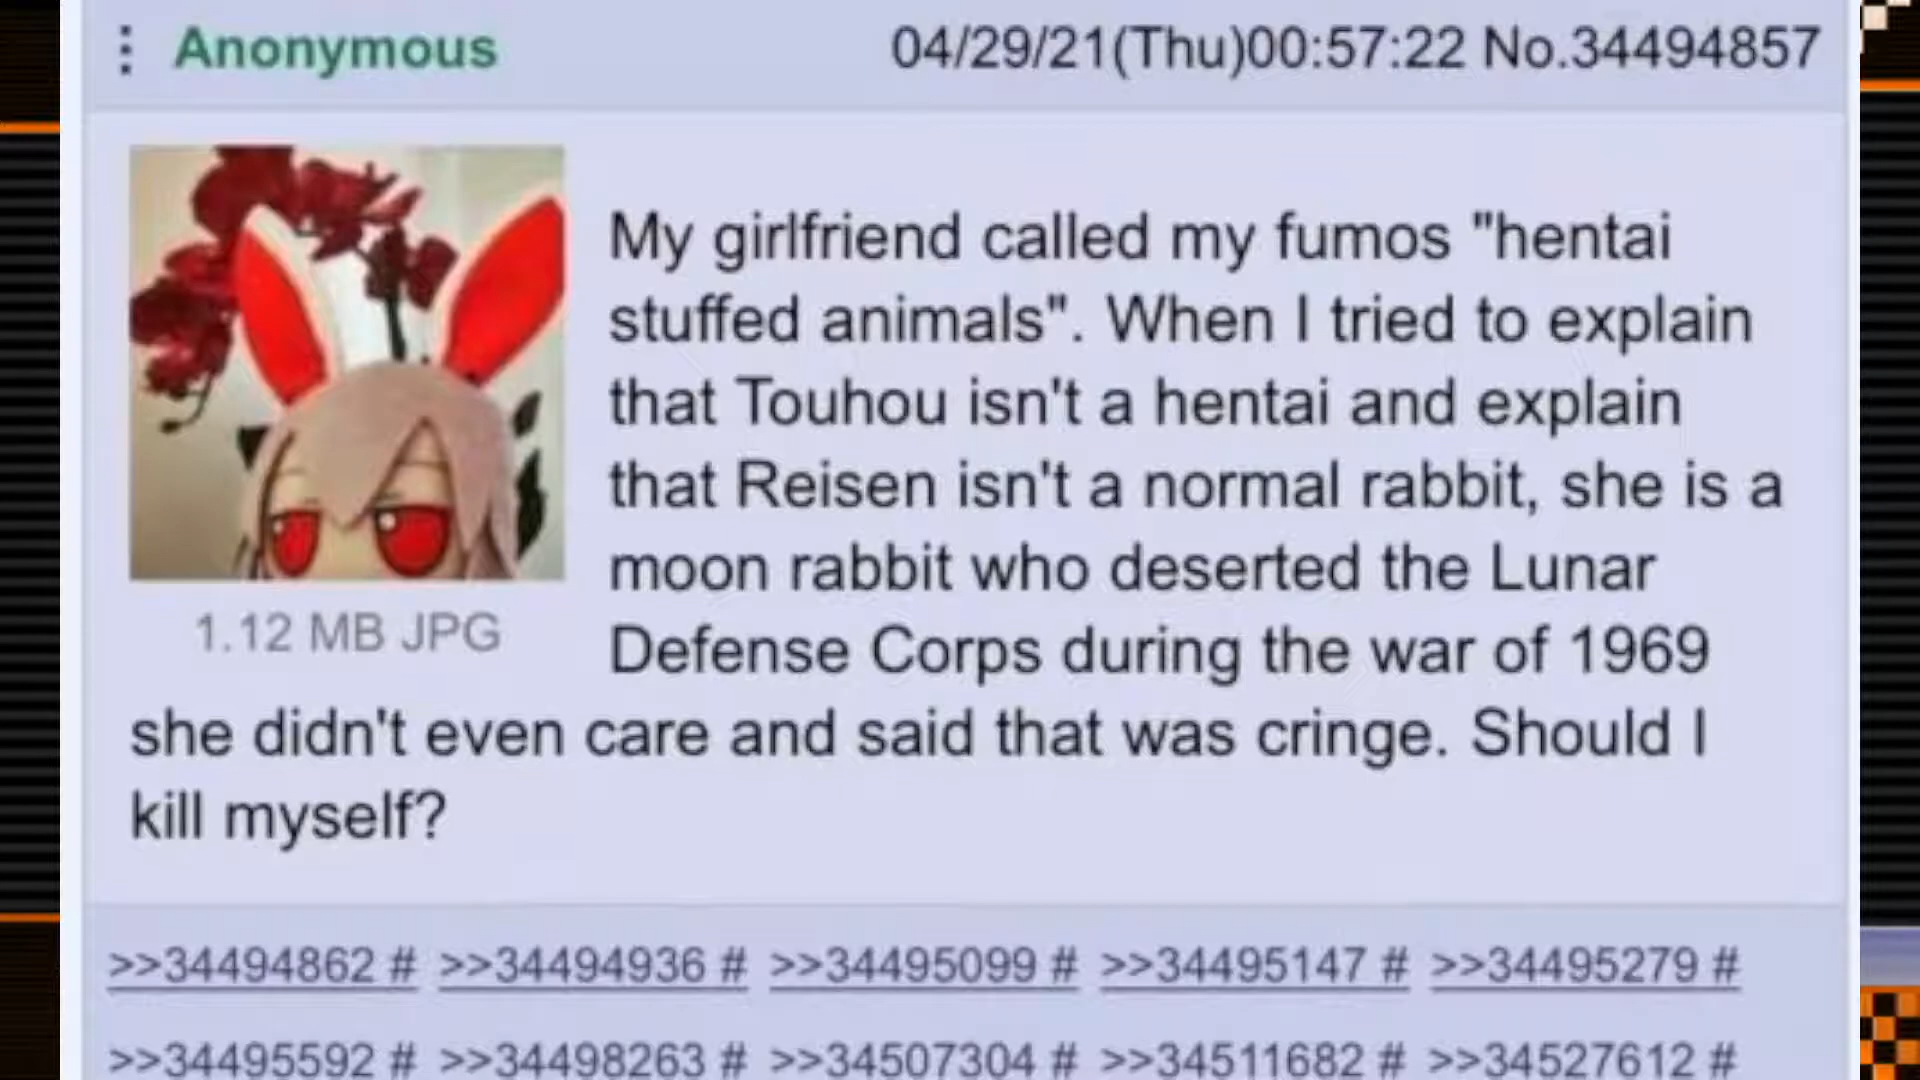 Anonymous 04/29/21(Thu)00:57:22 No.34494857
My girlfriend called my fumos "hentai
stuffed animals". When I tried to explain
that Touhou isn't a hentai and explain
that Reisen isn't a normal rabbit, she is a
moon rabbit who deserted the Lunar
1.12 MB JPG
Defense Corps during the war of 1969
she didn't even care and said that was cringe. Should I
kill myself?
>>34494862 # >>34494936 # >>34495099 # >>34495147 # >>34495279 #
>>34495592 # >>34498263 # >>34507304 # >>34511682 # >>34527612 #